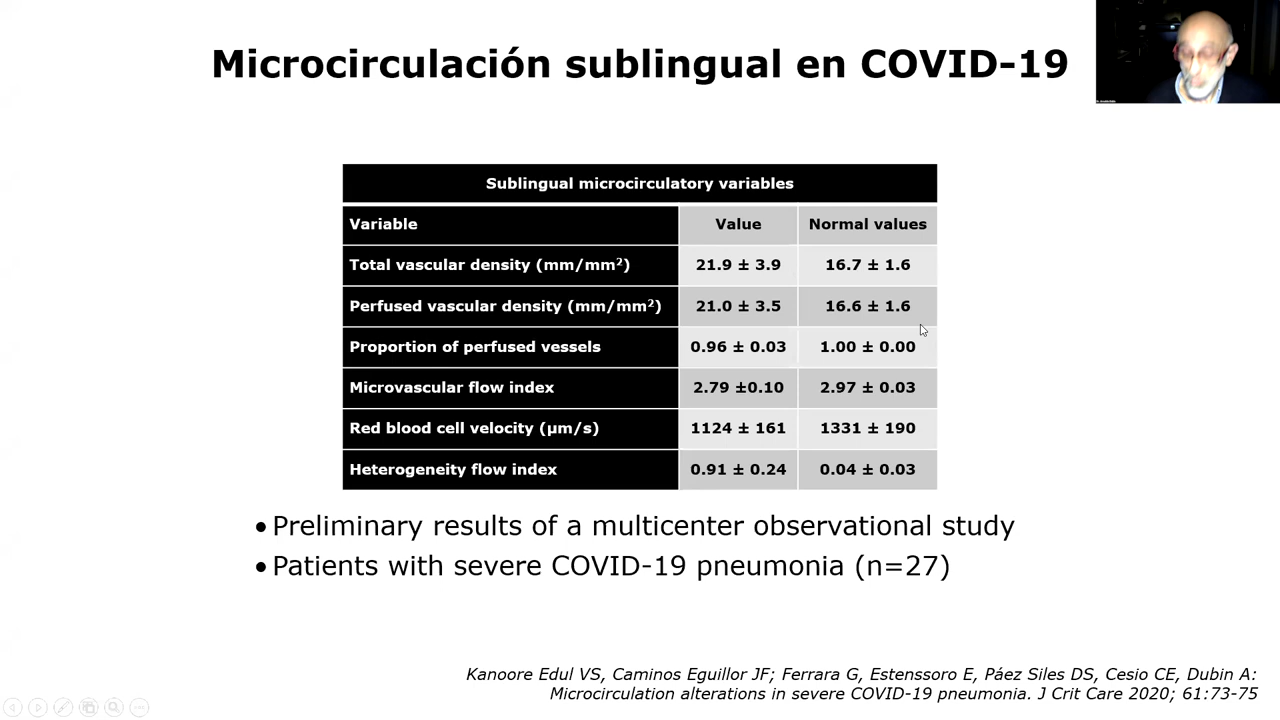 Microcirculación sublingual en COVID-19
Sublingual microcirculatory variables
Variable Value Normal values
Total vascular density (mm/mm²) 21.9 ± 3.9 16.7 ± 1.6
Perfused vascular density (mm/mm²) 21.0 ± 3.5 16.6 ± 1.6
Proportion of perfused vessels 0.96 ± 0.03 1.00 ± 0.00
Microvascular flow index 2.79 ±0.10 2.97 ± 0.03
Red blood cell velocity (µm/s) 1124 ± 161 1331 ± 190
Heterogeneity flow index 0.91 ± 0.24 0.04 ± 0.03
•Preliminary results of a multicenter observational study
•Patients with severe COVID-19 pneumonia (n=27)
Kanoore Edul VS, Caminos Eguillor JF; Ferrara G, Estenssoro E, Páez Siles DS, Cesio CE, Dubin A:
Microcirculation alterations in severe COVID-19 pneumonia. J Crit Care 2020; 61:73-75